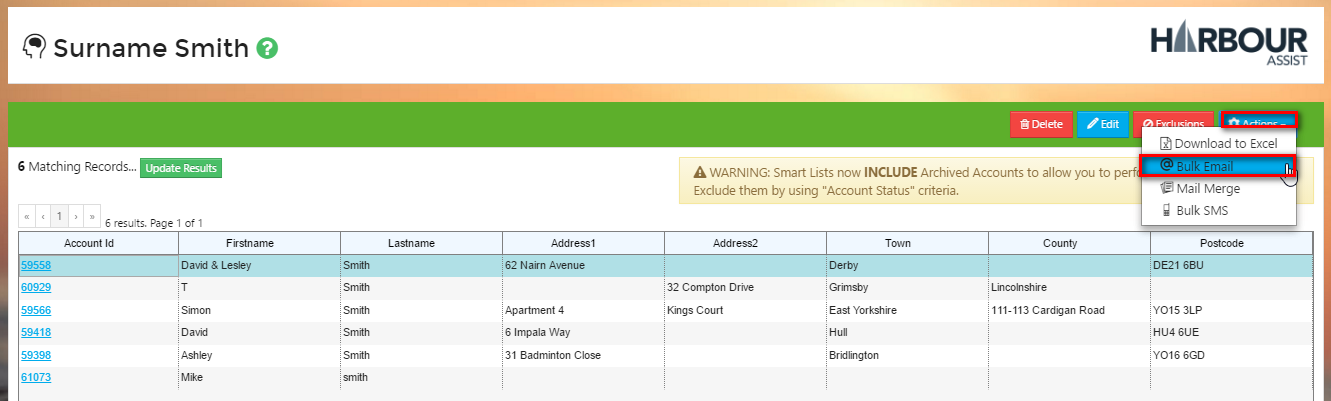 Surname Smith ?
HARBOUR
ASSIST
Delete Edit Exclusions Actions
Download to Excel
Bulk Email
Mail Merge
Bulk SMS
6 Matching Records... Update Results
WARNING: Smart Lists now INCLUDE Archived Accounts to allow you to
Exclude them by using "Account Status" criteria.
« ‹ 1 › » 6 results. Page 1 of 1
Account Id Firstname Lastname Address1 Address2 Town County Postcode
59558 David & Lesley Smith 62 Nairn Avenue Derby DE21 6BU
60929 T Smith 32 Compton Drive Grimsby Lincolnshire
59566 Simon Smith Apartment 4 Kings Court East Yorkshire 111-113 Cardigan Road YO15 3LP
59418 David Smith 6 Impala Way Hull HU4 6UE
59398 Ashley Smith 31 Badminton Close Bridlington YO16 6GD
61073 Mike smith